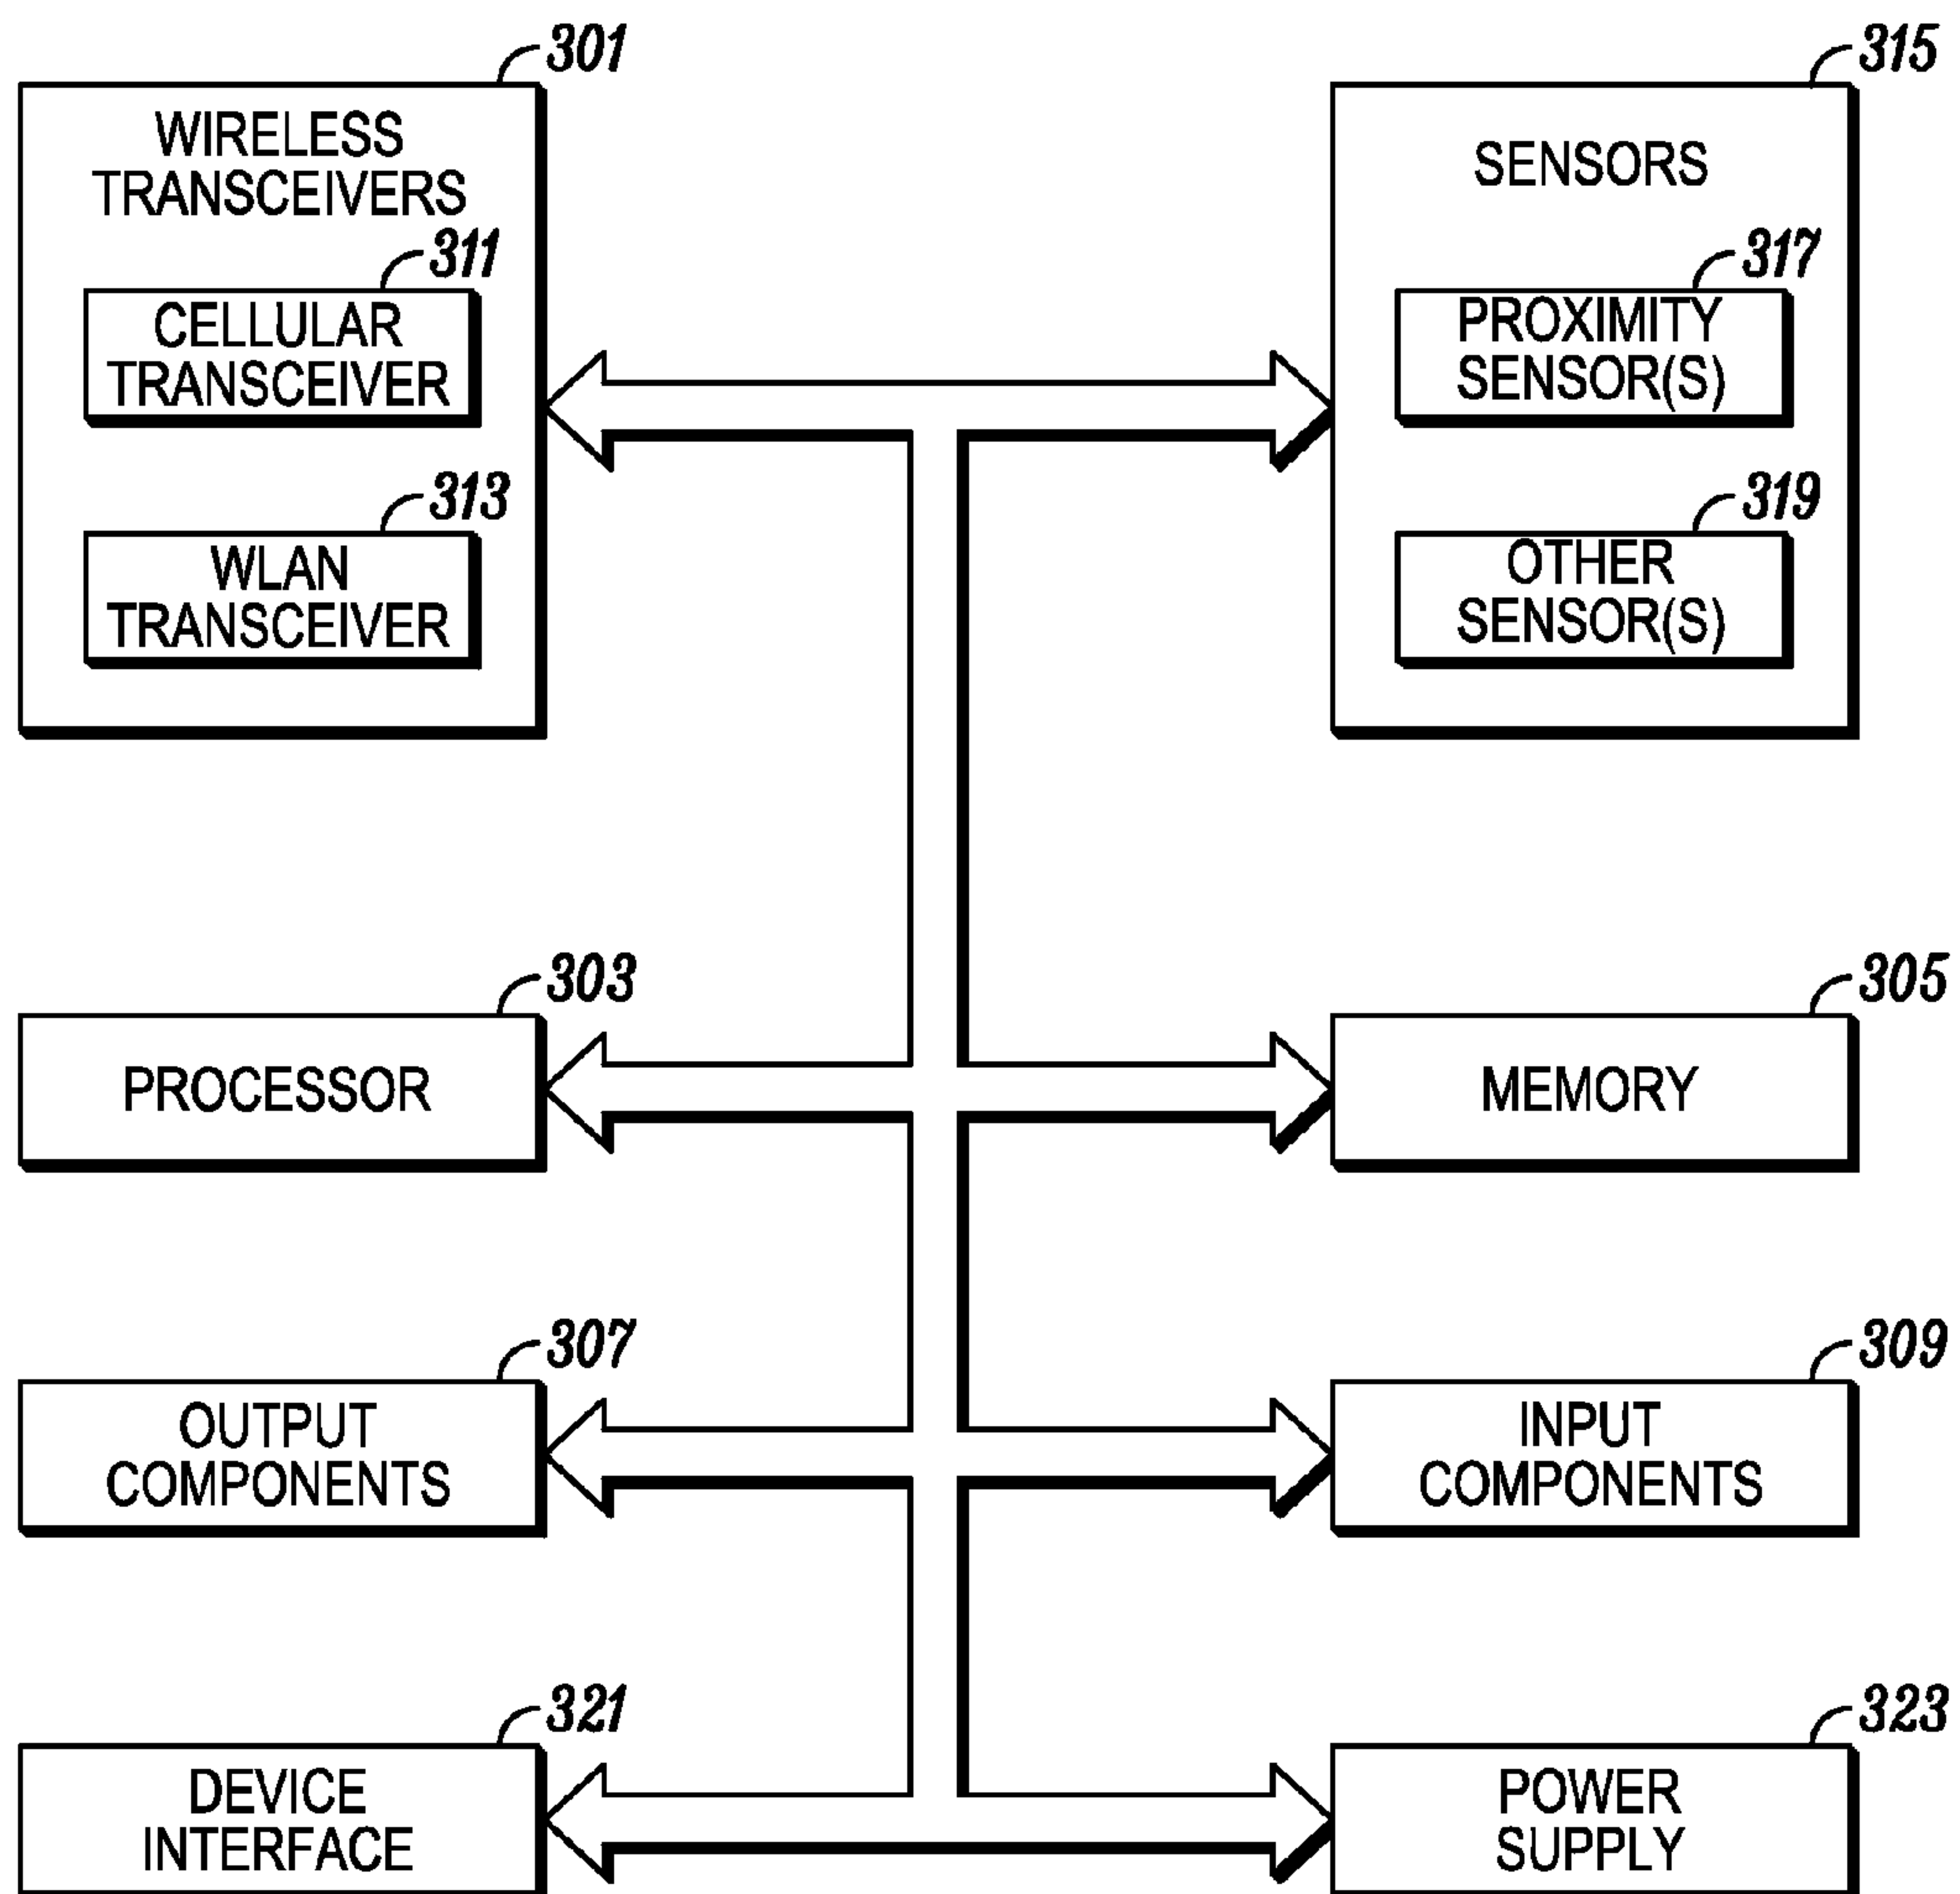 301
WIRELESS
TRANSCEIVERS
311
CELLULAR
TRANSCEIVER
313
WLAN
TRANSCEIVER
315
SENSORS
317
PROXIMITY
SENSOR(S)
319
OTHER
SENSOR(S)
303
PROCESSOR
305
MEMORY
307
OUTPUT
COMPONENTS
309
INPUT
COMPONENTS
321
DEVICE
INTERFACE
323
POWER
SUPPLY